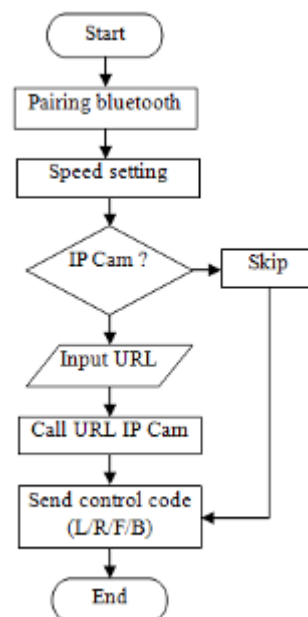 Start
Pairing bluetooth
Speed setting
IP Cam ?
Skip
Input URL
Call URL IP Cam
Send control code
(L/R/F/B)
End